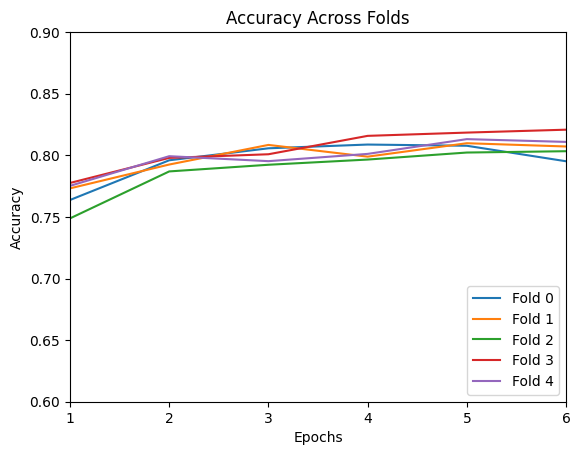 Accuracy Across Folds
0.90
0.85
0.80
0.75
0.70
0.65
0.60
Accuracy
1 2 3 4 5 6
Epochs
Fold 0
Fold 1
Fold 2
Fold 3
Fold 4